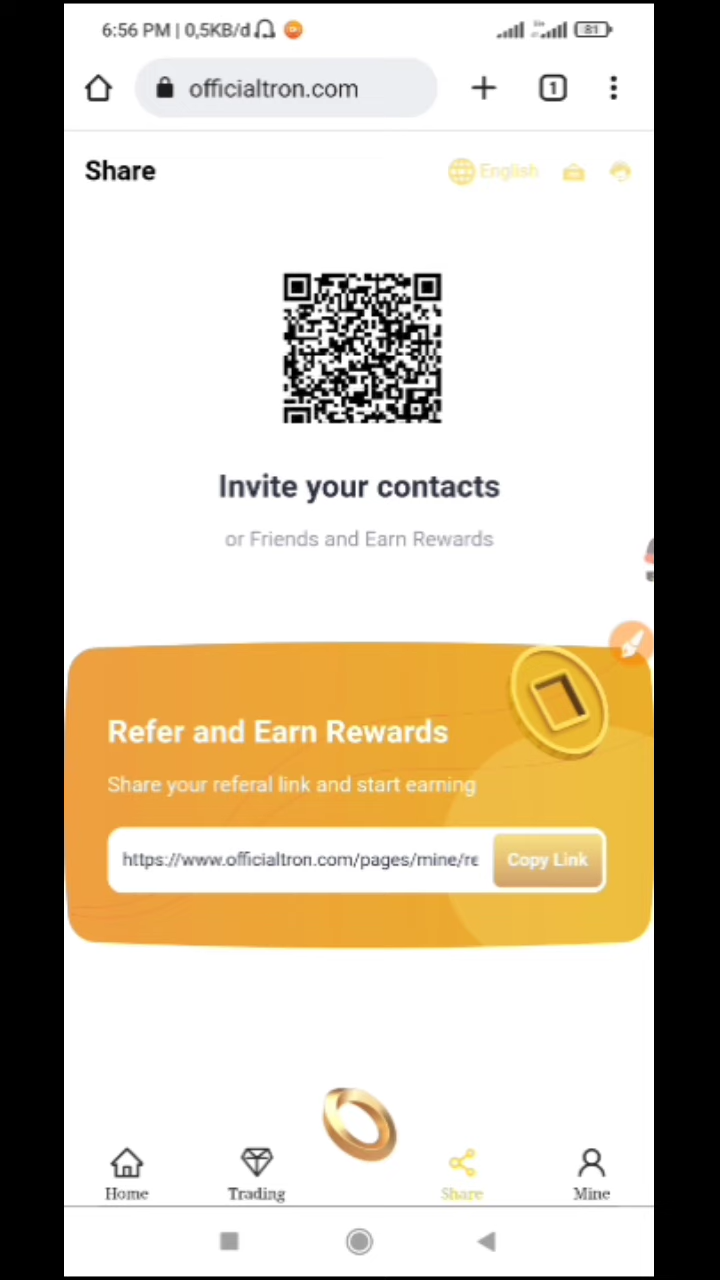 6:56 PM | 0,5KB/d
81
officialtron.com
1
Share
English
Invite your contacts
or Friends and Earn Rewards
Refer and Earn Rewards
Share your referal link and start earning
https://www.officialtron.com/pages/mine/re
Copy Link
Home
Trading
Share
Mine